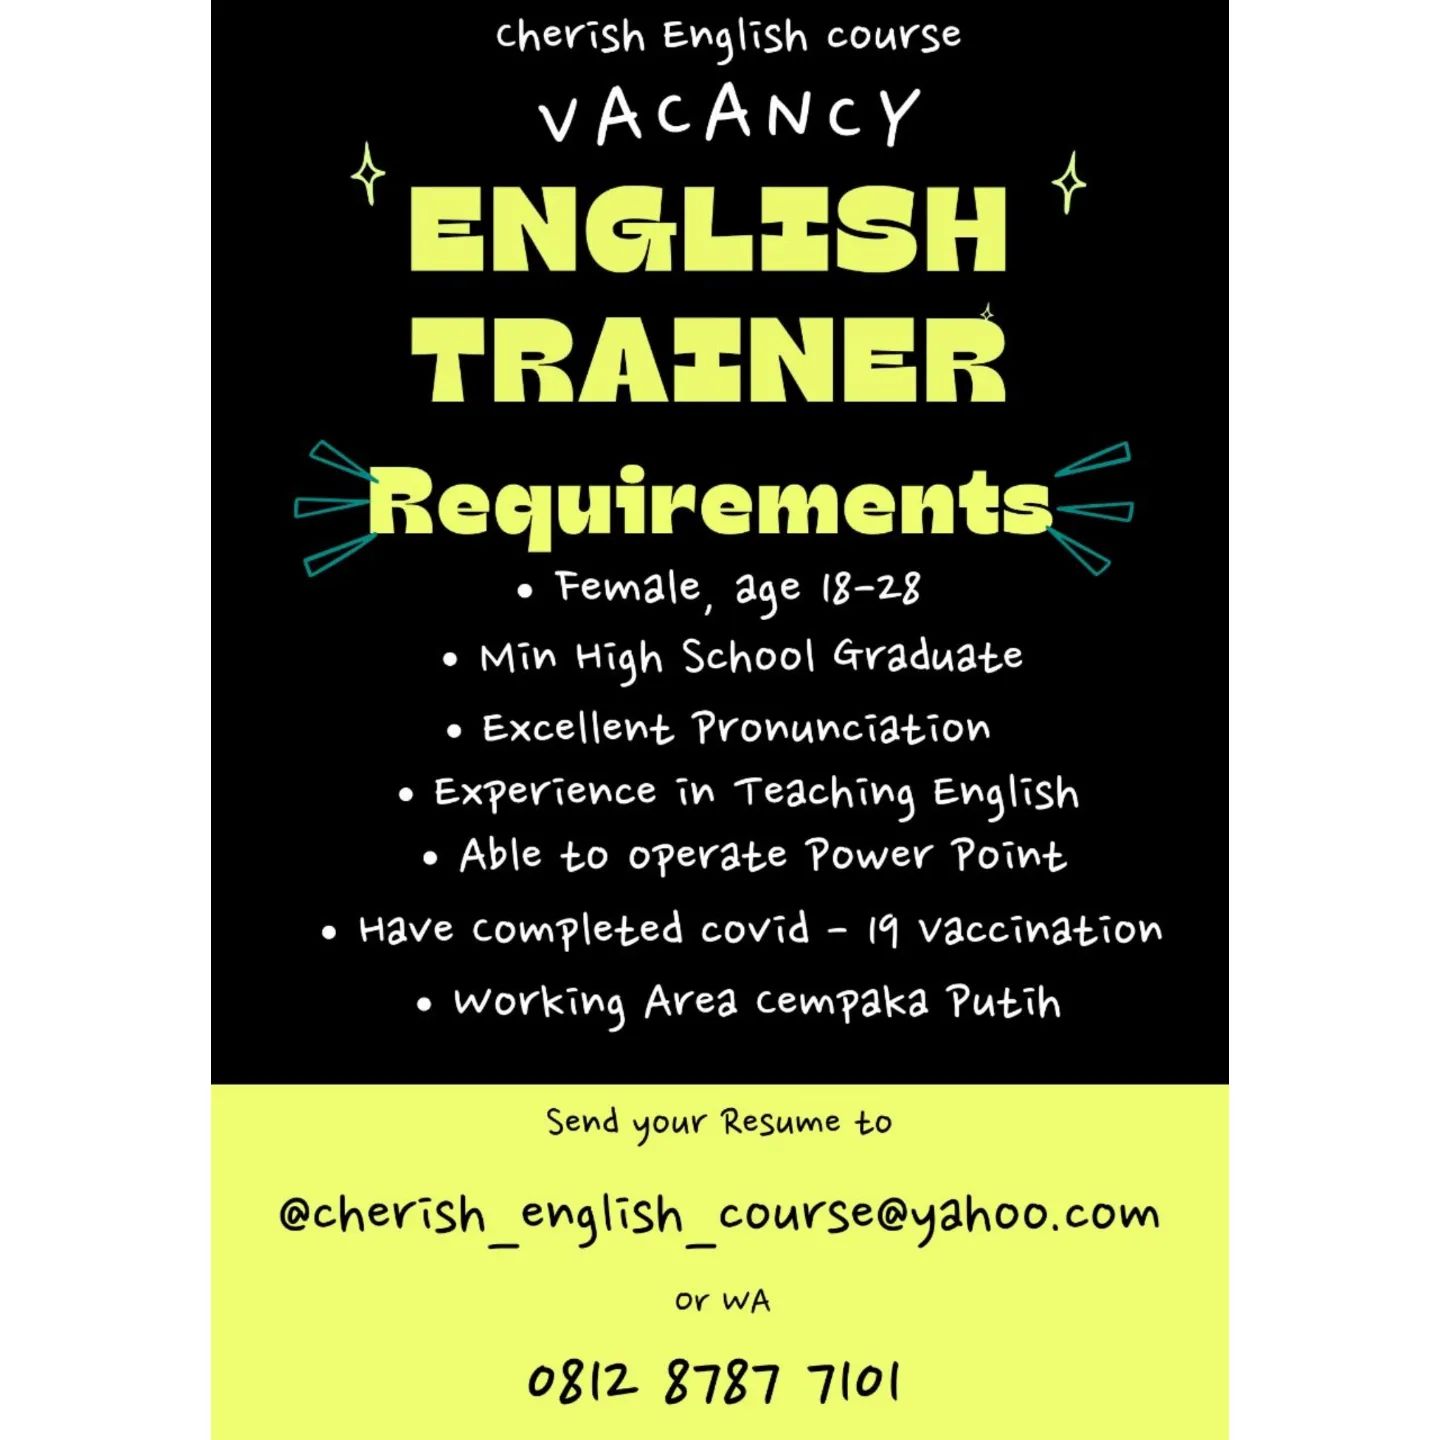 cherish English course
VACANCY
ENGLISH
TRAINER
Requirements
• Female, age 18-28
• Min High School Graduate
• Excellent Pronunciation
• Experience in Teaching English
• Able to operate Power Point
• Have completed covid - 19 vaccination
• Working Area cempaka Putih
Send your Resume to
@cherish_english_course@yahoo.com
or WA
0812 8787 7101